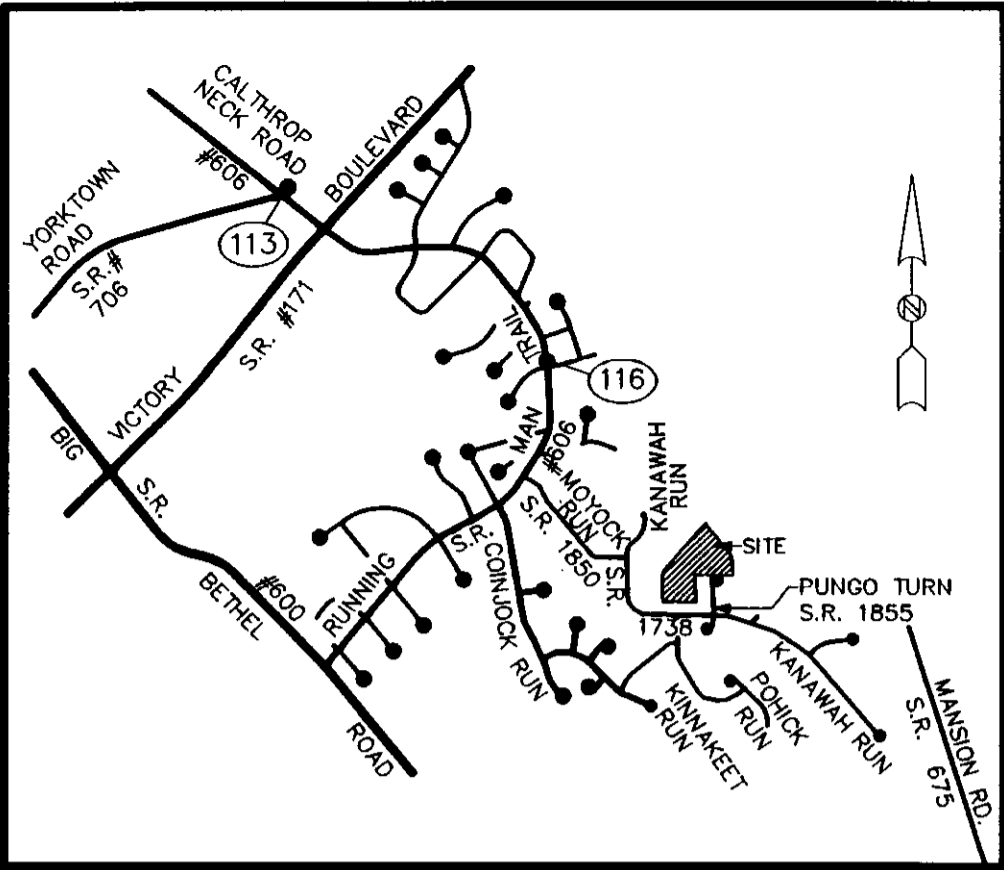 CALTHROP
NECK ROAD
#606
BOULEVARD
YORKTOWN
ROAD
S.R.#
706
113
S.R. #171
VICTORY
TRAIL
116
MAN
#606
BIG
S.R.
BETHEL
#600
ROAD
RUNNING
S.R.
MOYOCK
RUN
S.R. 1850
KANAWAH
RUN
S.R.
1738
SITE
PUNGO TURN
S.R. 1855
COINJOCK RUN
KINNAKEET
RUN
POHICK
RUN
KANAWAH RUN
MANSION RD.
S.R. 675
N